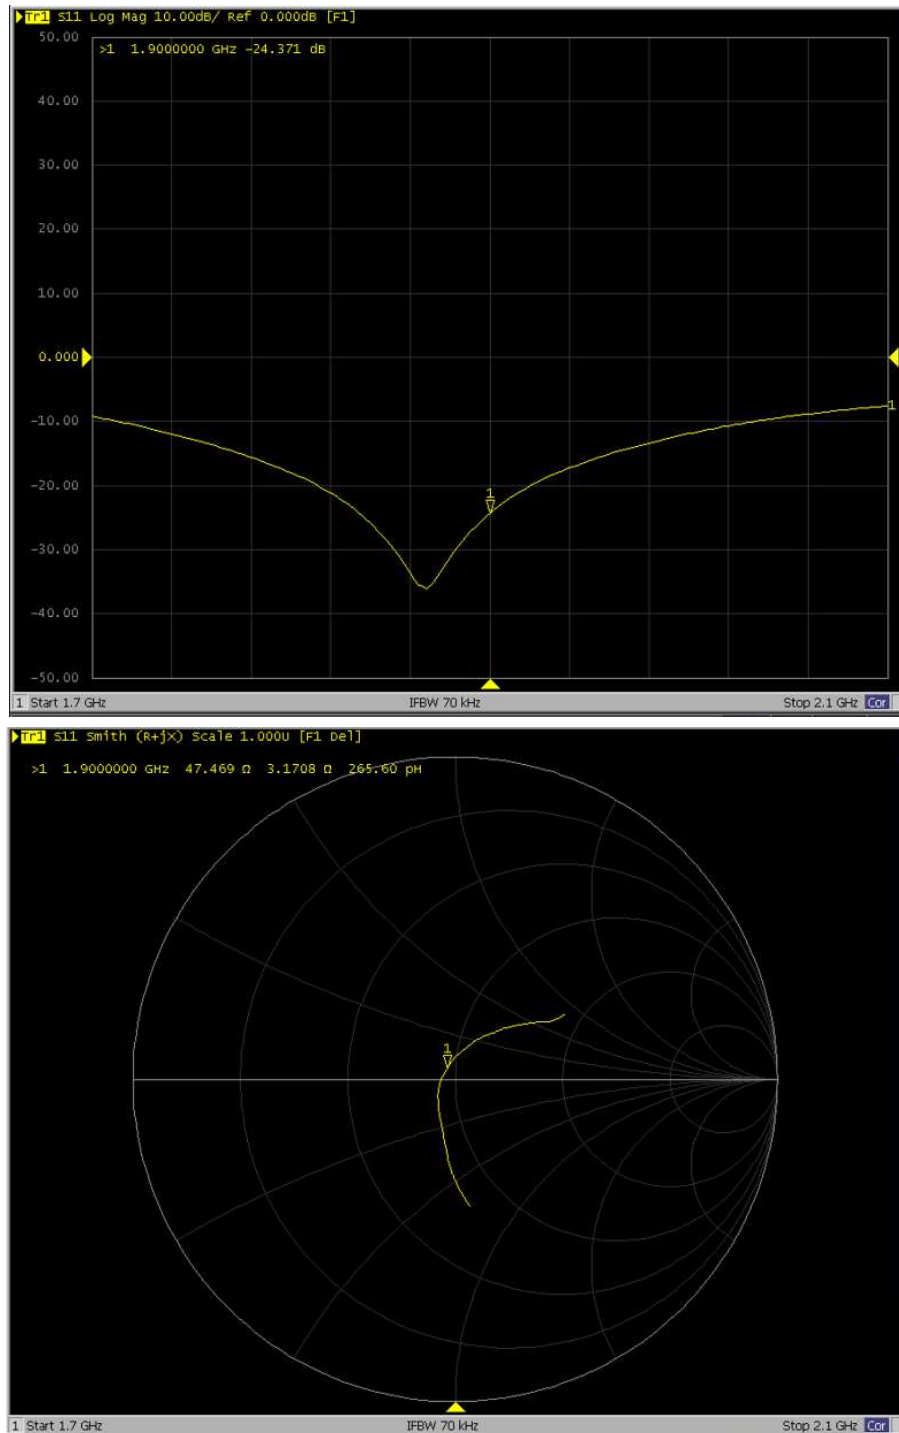 Tr1 S11 Log Mag 10.00dB/ Ref 0.000dB [F1]
50.00
>1 1.9000000 GHz -24.371 dB
40.00
30.00
20.00
10.00
0.000
-10.00
1
-20.00
1
-30.00
-40.00
-50.00
1 Start 1.7 GHz IFBW 70 kHz Stop 2.1 GHz Cor
Tr1 S11 Smith (R+jX) Scale 1.000U [F1 Del]
>1 1.9000000 GHz 47.469 Ω 3.1708 Ω 265.60 pH
1
1 Start 1.7 GHz IFBW 70 kHz Stop 2.1 GHz Cor